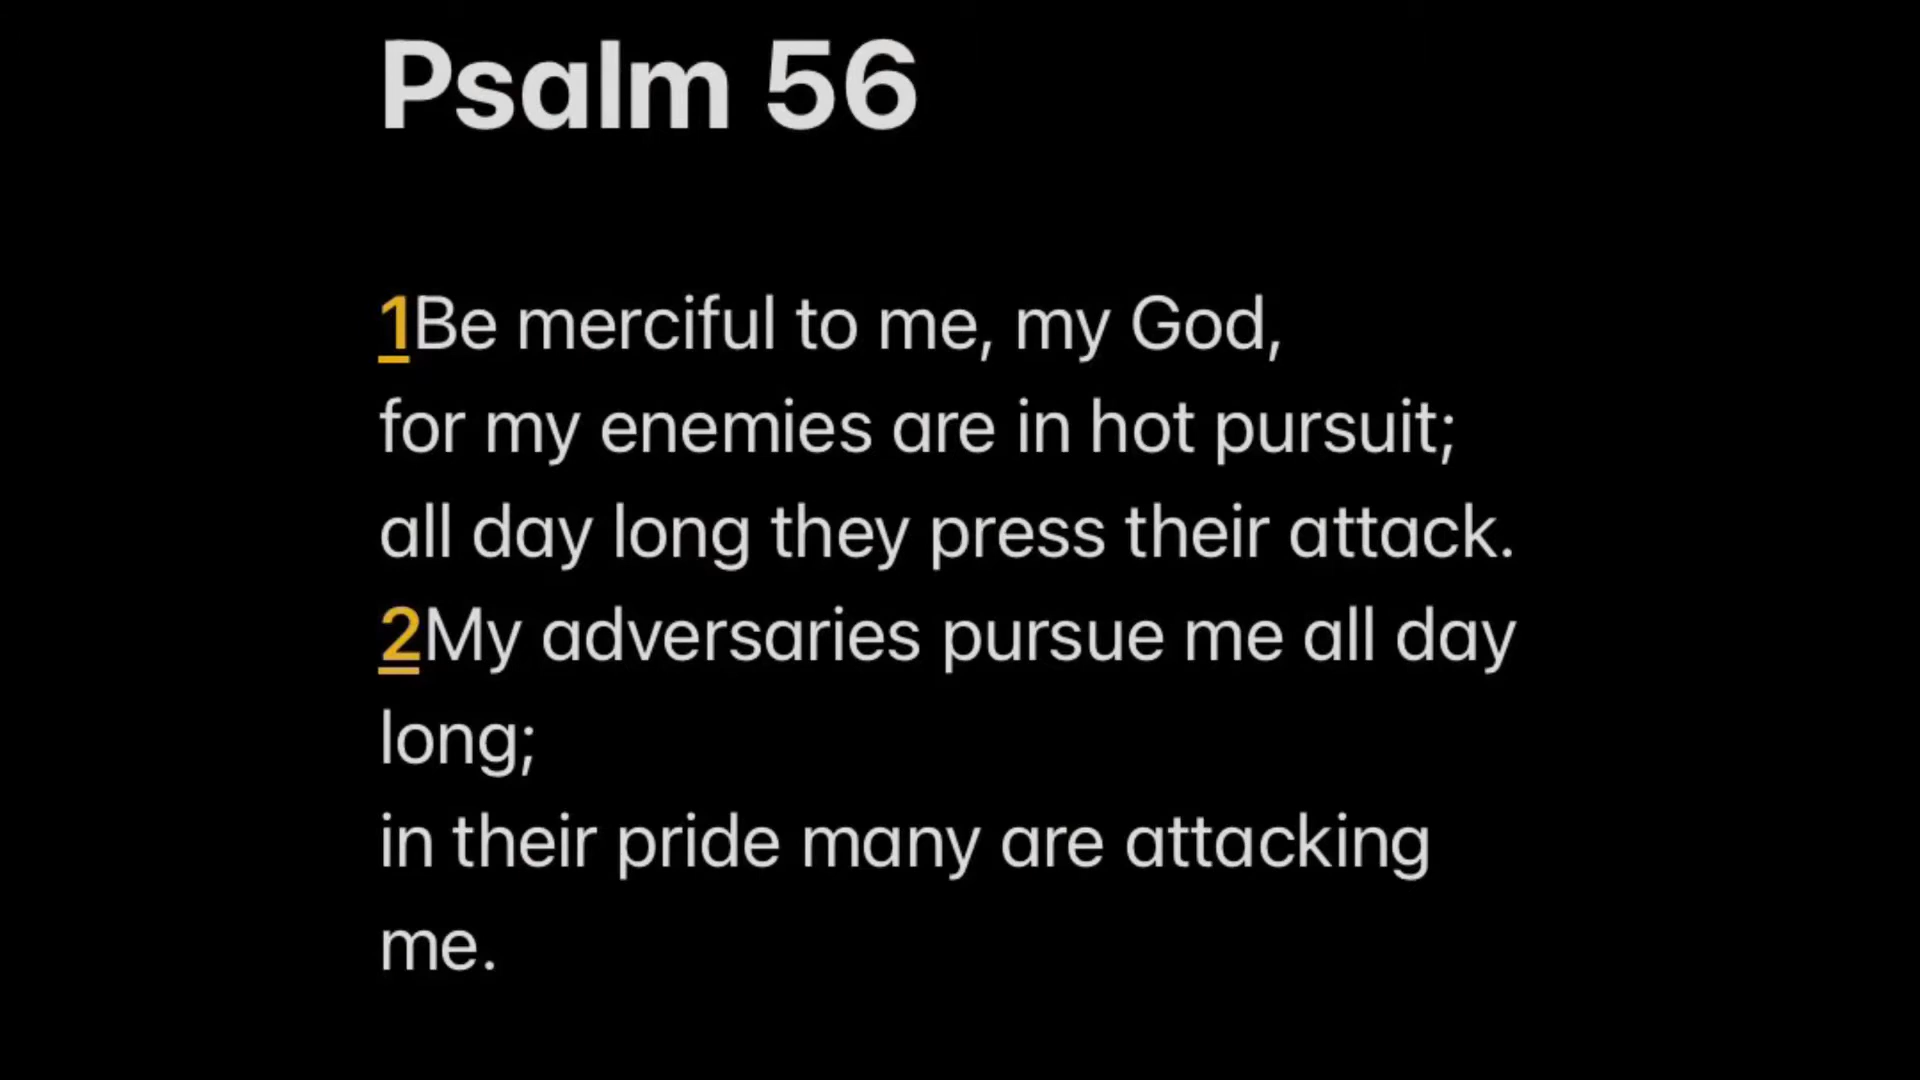 Psalm 56
1Be merciful to me, my God,
for my enemies are in hot pursuit;
all day long they press their attack.
2My adversaries pursue me all day
long;
in their pride many are attacking
me.